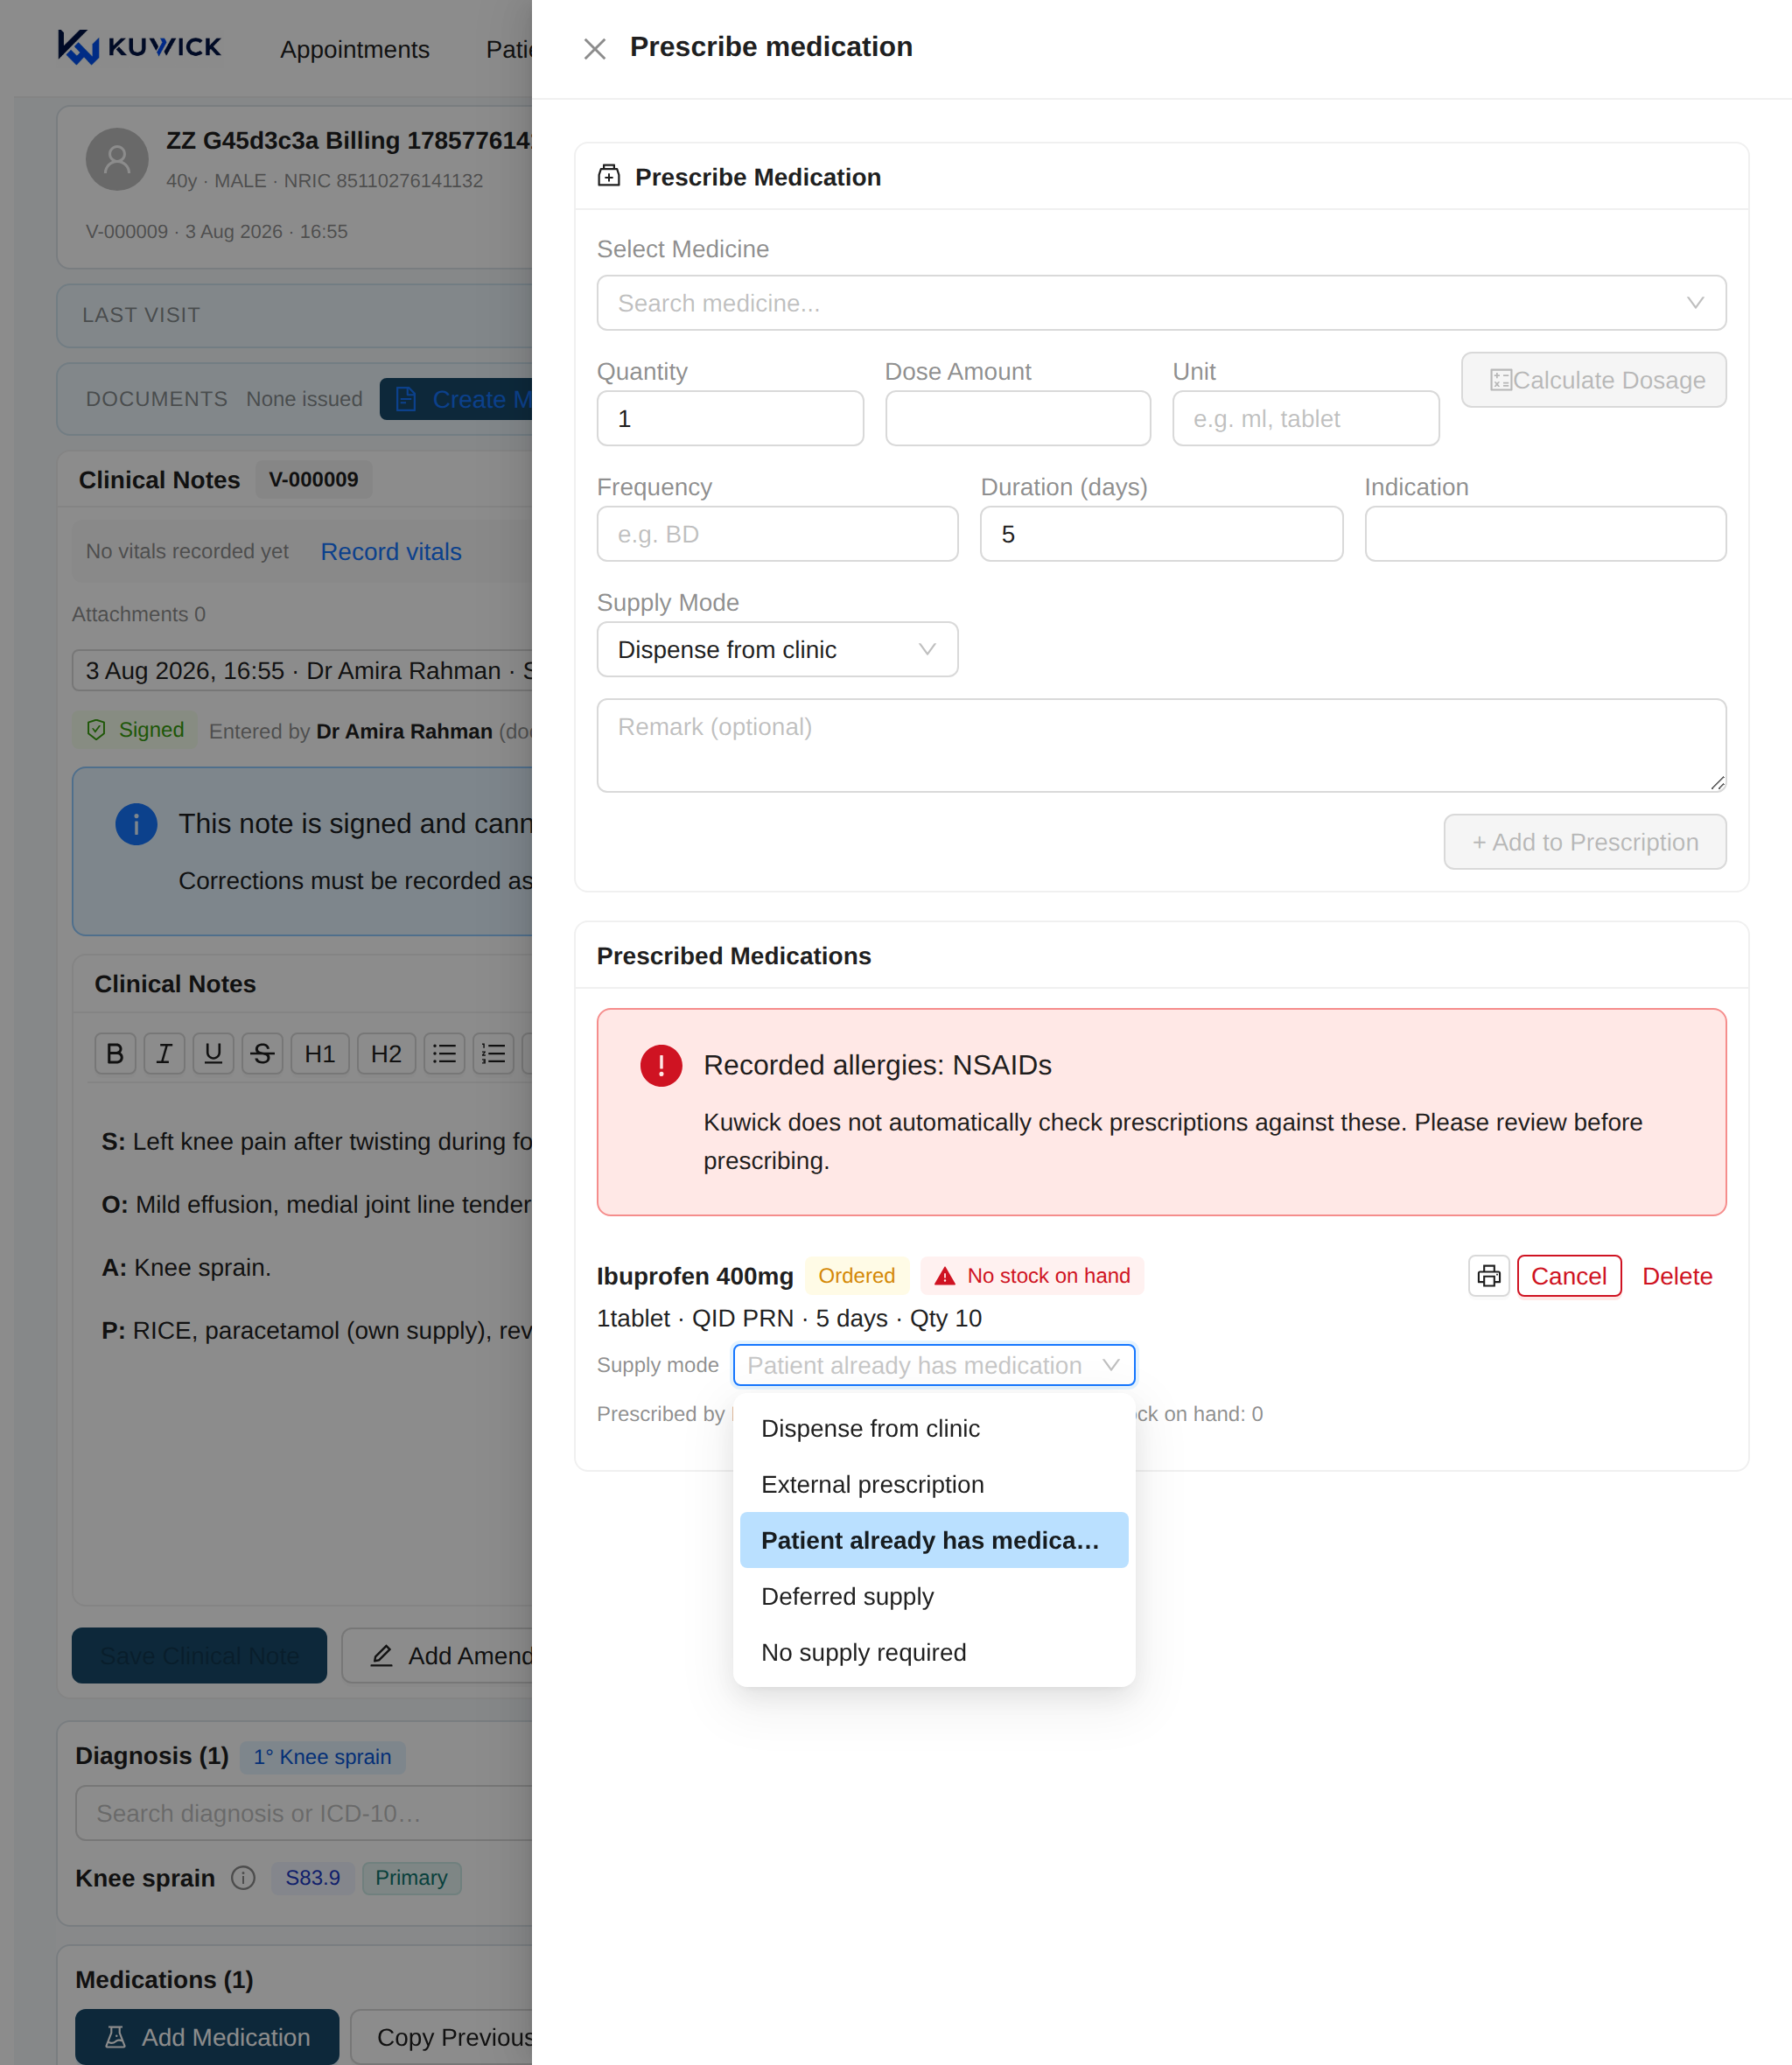 KUWICK
Appointments
Patie
ZZ G45d3c3a Billing 178577614
40y · MALE · NRIC 85110276141132
V-000009 · 3 Aug 2026 · 16:55
LAST VISIT
DOCUMENTS None issued Create M
Clinical Notes V-000009
No vitals recorded yet Record vitals
Attachments 0
3 Aug 2026, 16:55 · Dr Amira Rahman · S
Signed Entered by Dr Amira Rahman (doc
This note is signed and cann
Corrections must be recorded as
Clinical Notes
B I U S H1 H2
S: Left knee pain after twisting during fo
O: Mild effusion, medial joint line tender
A: Knee sprain.
P: RICE, paracetamol (own supply), rev
Save Clinical Note Add Amend
Diagnosis (1) 1° Knee sprain
Search diagnosis or ICD-10…
Knee sprain S83.9 Primary
Medications (1)
Add Medication Copy Previous
Prescribe medication
Prescribe Medication
Select Medicine
Search medicine...
Quantity Dose Amount Unit
1 e.g. ml, tablet Calculate Dosage
Frequency Duration (days) Indication
e.g. BD 5
Supply Mode
Dispense from clinic
Remark (optional)
+ Add to Prescription
Prescribed Medications
Recorded allergies: NSAIDs
Kuwick does not automatically check prescriptions against these. Please review before
prescribing.
Ibuprofen 400mg Ordered No stock on hand Cancel Delete
1tablet · QID PRN · 5 days · Qty 10
Supply mode Patient already has medication
Prescribed by ck on hand: 0
Dispense from clinic
External prescription
Patient already has medica…
Deferred supply
No supply required